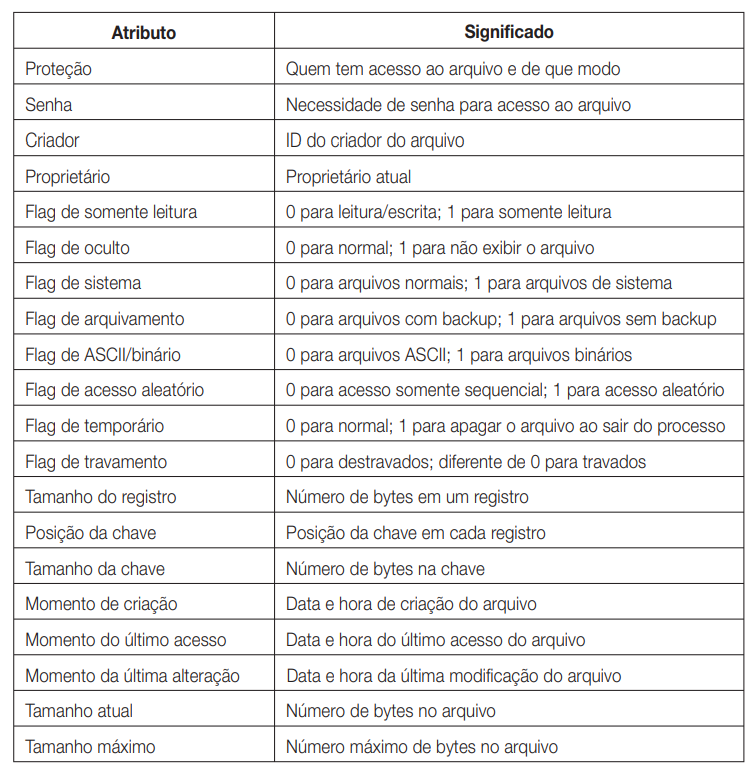 Atributo Significado
Proteção Quem tem acesso ao arquivo e de que modo
Senha Necessidade de senha para acesso ao arquivo
Criador ID do criador do arquivo
Proprietário Proprietário atual
Flag de somente leitura 0 para leitura/escrita; 1 para somente leitura
Flag de oculto 0 para normal; 1 para não exibir o arquivo
Flag de sistema 0 para arquivos normais; 1 para arquivos de sistema
Flag de arquivamento 0 para arquivos com backup; 1 para arquivos sem backup
Flag de ASCII/binário 0 para arquivos ASCII; 1 para arquivos binários
Flag de acesso aleatório 0 para acesso somente sequencial; 1 para acesso aleatório
Flag de temporário 0 para normal; 1 para apagar o arquivo ao sair do processo
Flag de travamento 0 para destravados; diferente de 0 para travados
Tamanho do registro Número de bytes em um registro
Posição da chave Posição da chave em cada registro
Tamanho da chave Número de bytes na chave
Momento de criação Data e hora de criação do arquivo
Momento do último acesso Data e hora do último acesso do arquivo
Momento da última alteração Data e hora da última modificação do arquivo
Tamanho atual Número de bytes no arquivo
Tamanho máximo Número máximo de bytes no arquivo